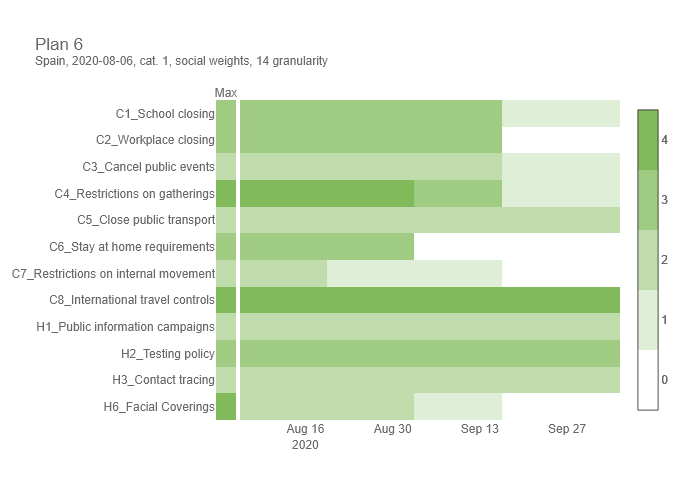 Plan 6
Spain, 2020-08-06, cat. 1, social weights, 14 granularity
Max
C1_School closing
C2_Workplace closing
C3_Cancel public events
C4_Restrictions on gatherings
C5_Close public transport
C6_Stay at home requirements
C7_Restrictions on internal movement
C8_International travel controls
H1_Public information campaigns
H2_Testing policy
H3_Contact tracing
H6_Facial Coverings
Aug 16 Aug 30 Sep 13 Sep 27
2020
4
3
2
1
0